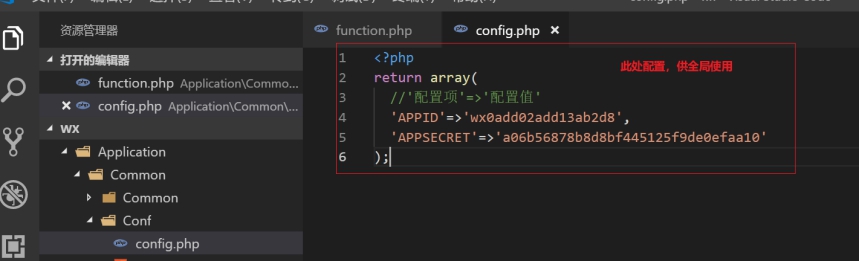 资源管理器
打开的编辑器
function.php Application\Commo...
config.php Application\Common\...
WX
Application
Common
Common
Conf
config.php
function.php
config.php
1 <?php
2 return array(
3 //'配置项'=>'配置值'
4 'APPID'=>'wx0add02add13ab2d8',
5 'APPSECRET'=>'a06b56878b8d8bf445125f9de0efaa10'
6 );
此处配置，供全局使用